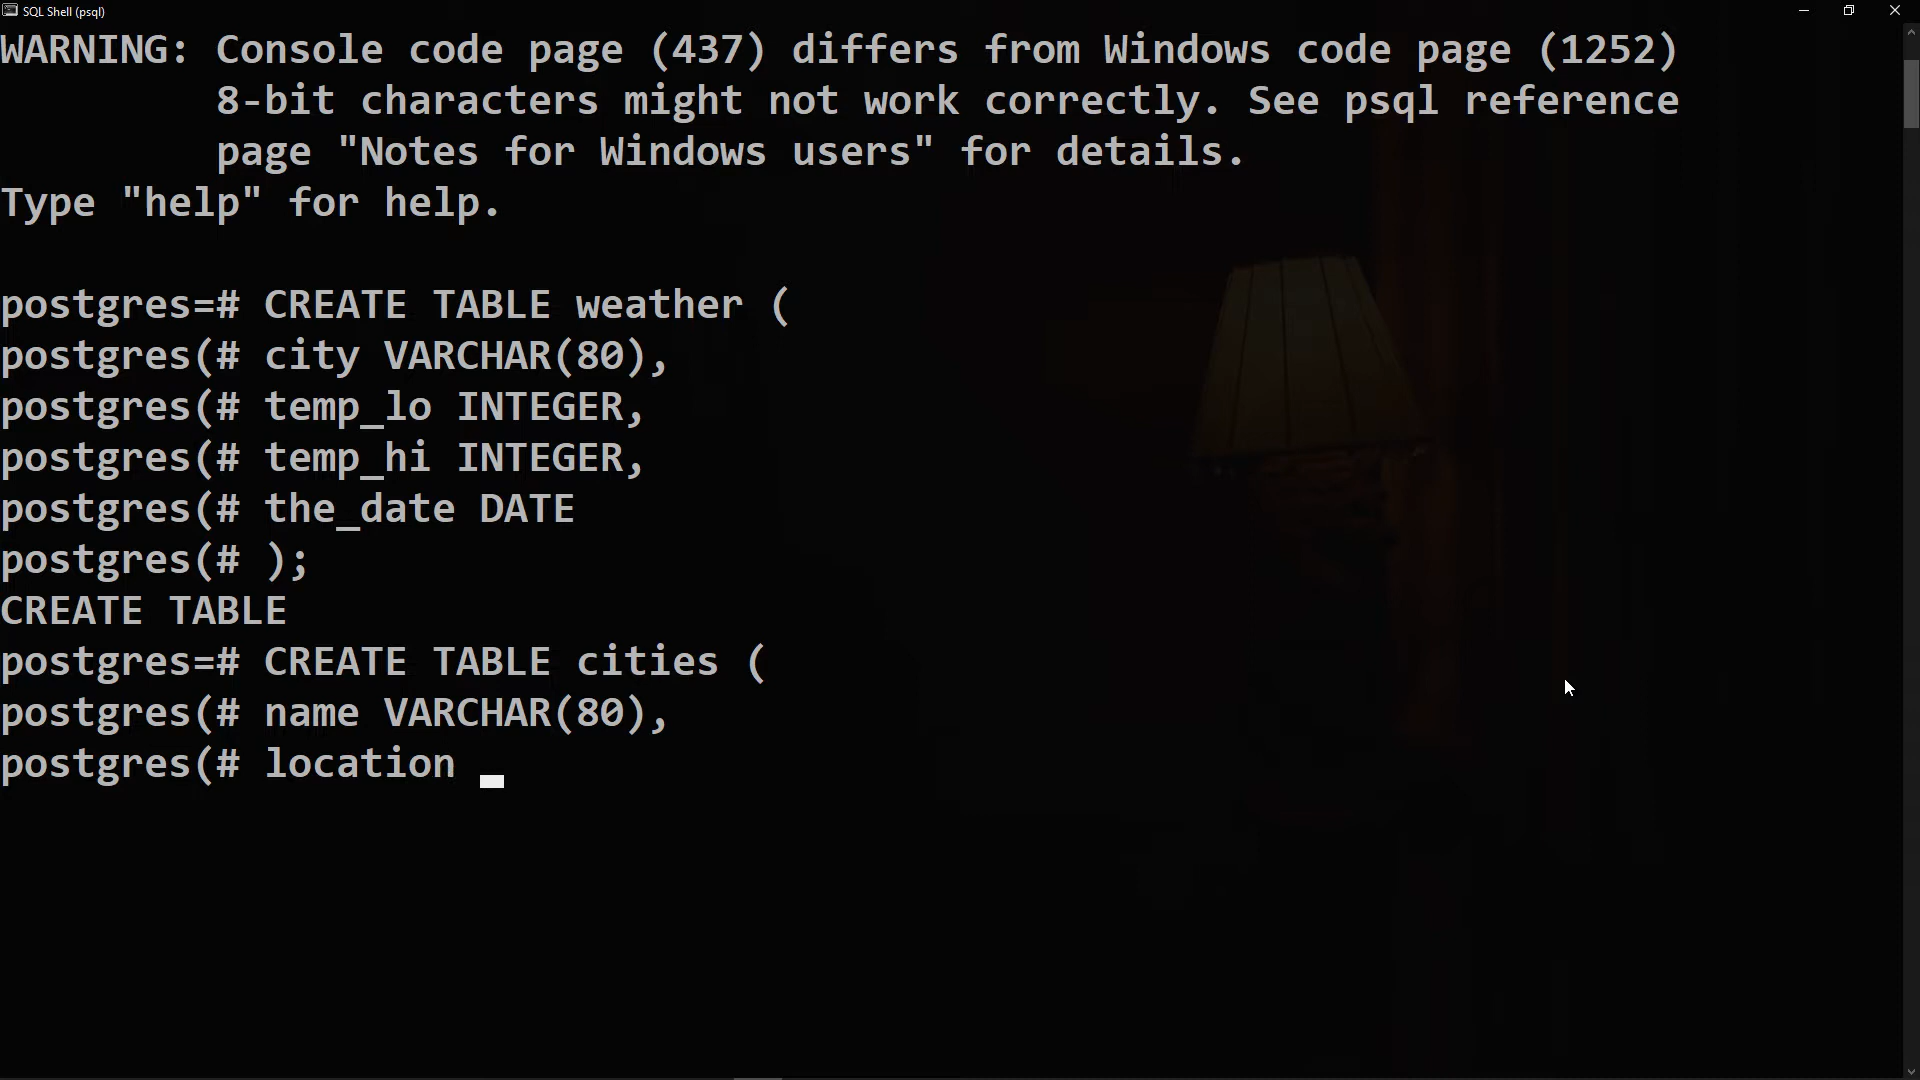 SQL Shell (psql)
WARNING: Console code page (437) differs from Windows code page (1252)
8-bit characters might not work correctly. See psql reference
page "Notes for Windows users" for details.
Type "help" for help.
postgres=# CREATE TABLE weather (
postgres(# city VARCHAR(80),
postgres(# temp_lo INTEGER,
postgres(# temp_hi INTEGER,
postgres(# the_date DATE
postgres(# );
CREATE TABLE
postgres=# CREATE TABLE cities (
postgres(# name VARCHAR(80),
postgres(# location